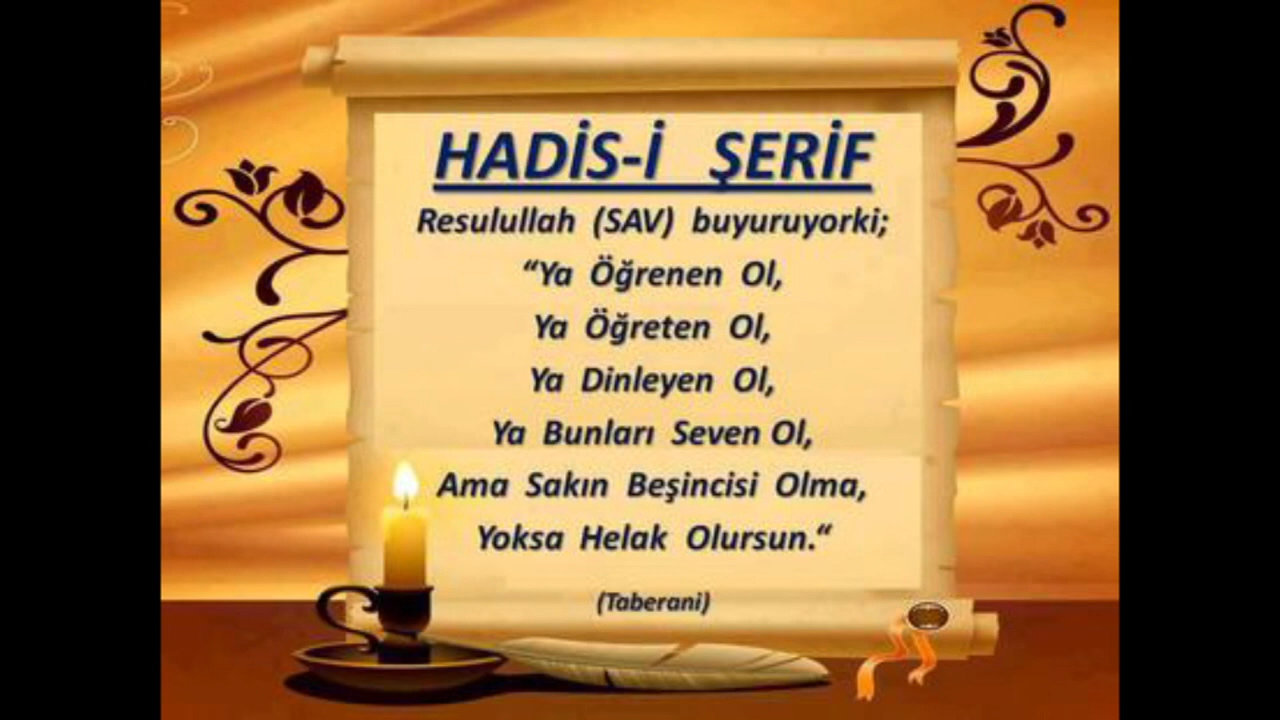 HADİS-İ ŞERİF
Resulullah (SAV) buyuruyorki;
“Ya Öğrenen Ol,
Ya Öğreten Ol,
Ya Dinleyen Ol,
Ya Bunları Seven Ol,
Ama Sakın Beşincisi Olma,
Yoksa Helak Olursun.“
(Taberani)